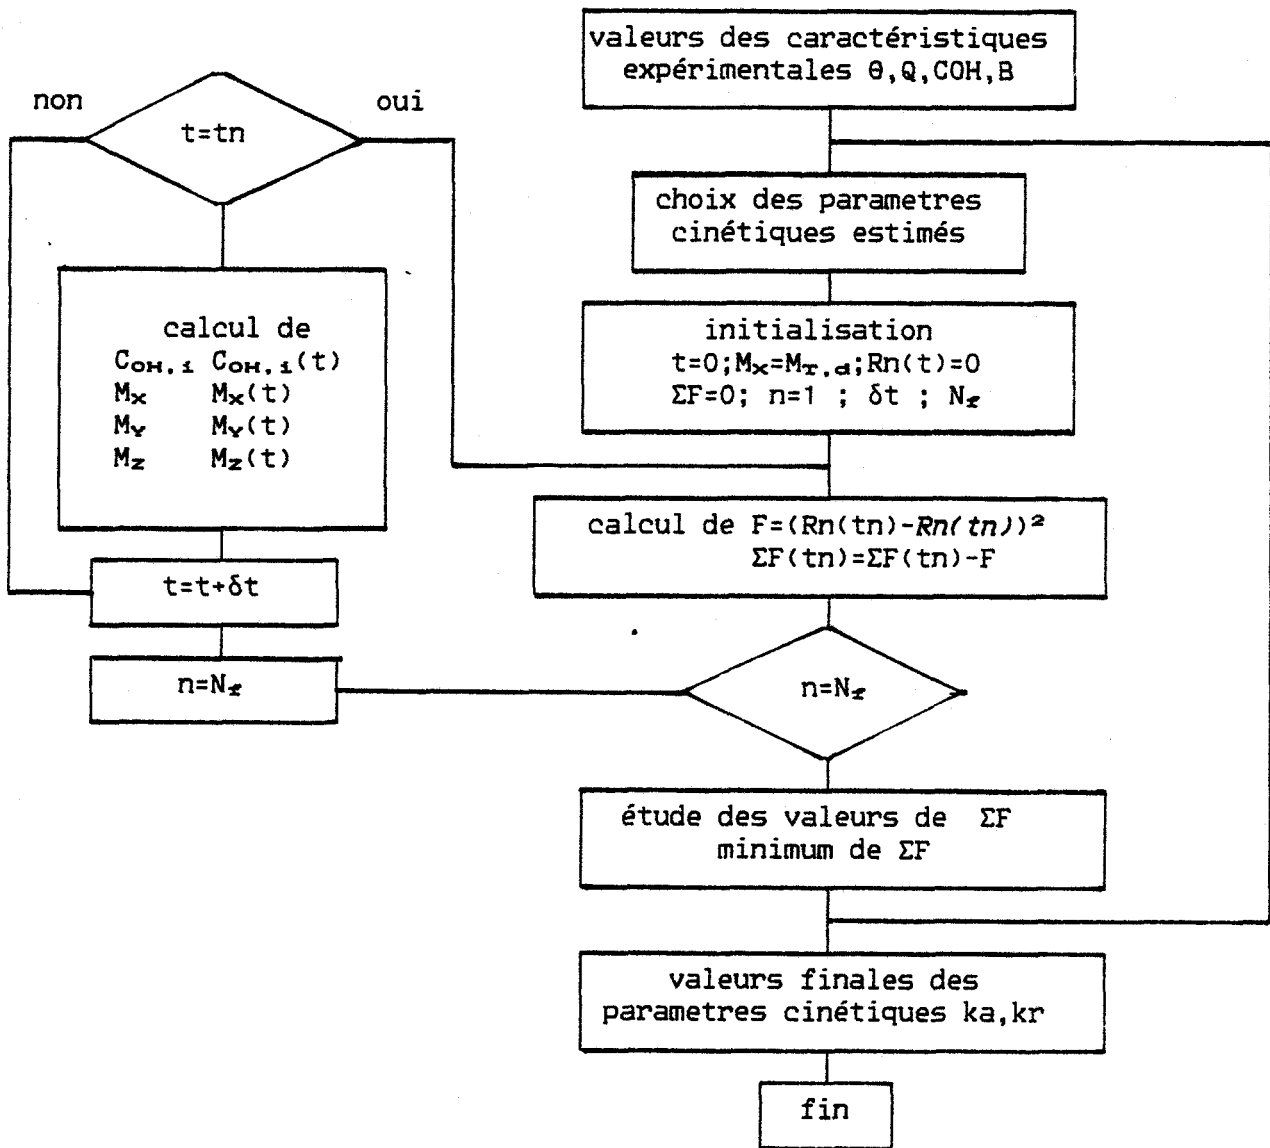 valeurs des caractéristiques
expérimentales θ,Q,COH,B
non
oui
t=tn
choix des parametres
cinétiques estimés
initialisation
t=0;Mx=MT,d;Rn(t)=0
ΣF=0; n=1 ; δt ; Nf
calcul de
COH,i COH,i(t)
Mx Mx(t)
MY MY(t)
MZ MZ(t)
calcul de F=(Rn(tn)-Rn(tn))²
ΣF(tn)=ΣF(tn)-F
t=t+δt
n=Nf
n=Nf
étude des valeurs de ΣF
minimum de ΣF
valeurs finales des
parametres cinétiques ka,kr
fin